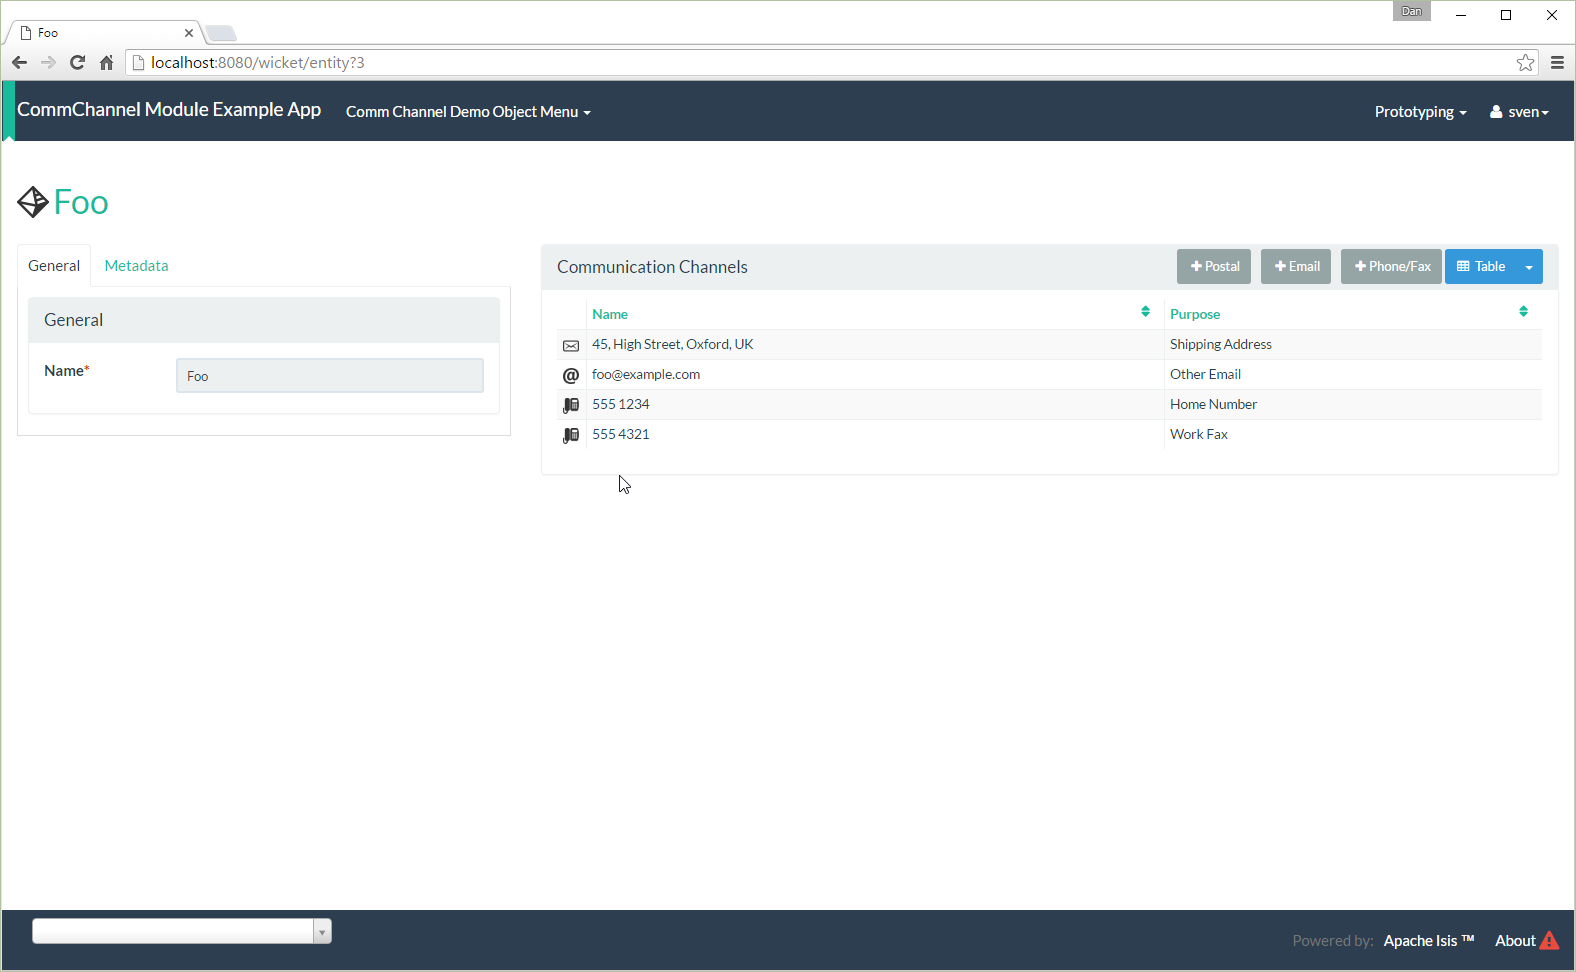 Dan
Foo
localhost:8080/wicket/entity?3
CommChannel Module Example App Comm Channel Demo Object Menu Prototyping sven
Foo
General Metadata
General
Name*
Foo
Communication Channels Postal Email Phone/Fax Table
Name Purpose
45, High Street, Oxford, UK Shipping Address
foo@example.com Other Email
555 1234 Home Number
555 4321 Work Fax
Powered by: Apache Isis ™ About